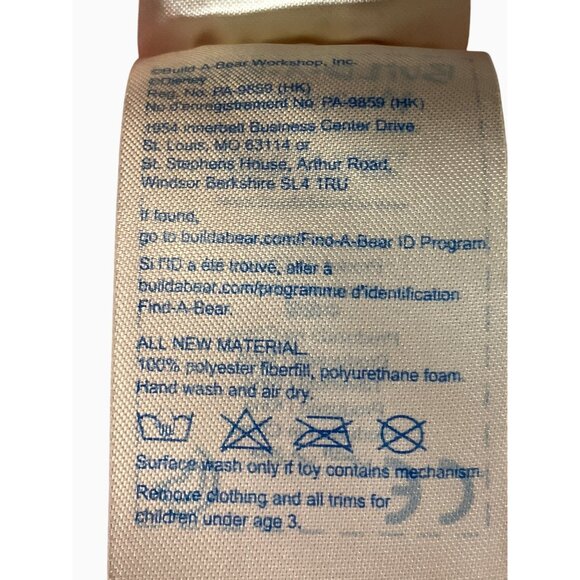 ©Build-A-Bear Workshop, Inc.
©Disney
Reg. No. PA-9859 (HK)
No d'enregistrement No. PA-9859 (HK)
1954 Innerbelt Business Center Drive
St. Louis, MO 63114 or
St. Stephens House, Arthur Road,
Windsor Berkshire SL4 1RU
If found,
go to buildabear.com/Find-A-Bear ID Program.
Si l'ID a été trouvé, aller à
buildabear.com/programme d'identification
Find-A-Bear.
ALL NEW MATERIAL.
100% polyester fiberfill, polyurethane foam.
Hand wash and air dry.
Surface wash only if toy contains mechanism.
Remove clothing and all trims for
children under age 3.